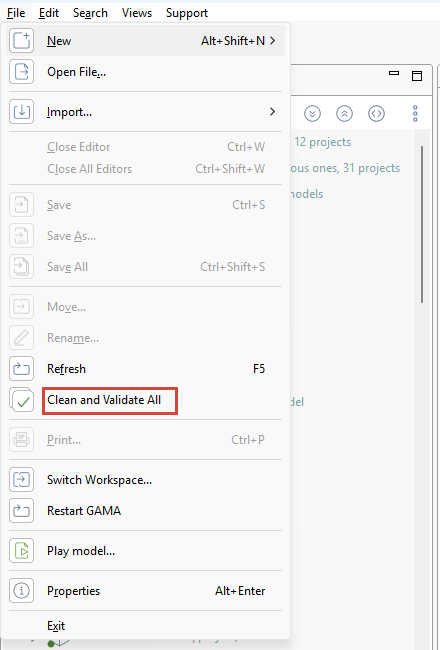 File Edit Search Views Support
New Alt+Shift+N
Open File...
Import...
12 projects
Close Editor Ctrl+W
ous ones, 31 projects
Close All Editors Ctrl+Shift+W
models
Save Ctrl+S
Save As...
Save All Ctrl+Shift+S
Move...
Rename...
Refresh F5
Clean and Validate All
del
Print... Ctrl+P
Switch Workspace...
Restart GAMA
Play model...
Properties Alt+Enter
Exit